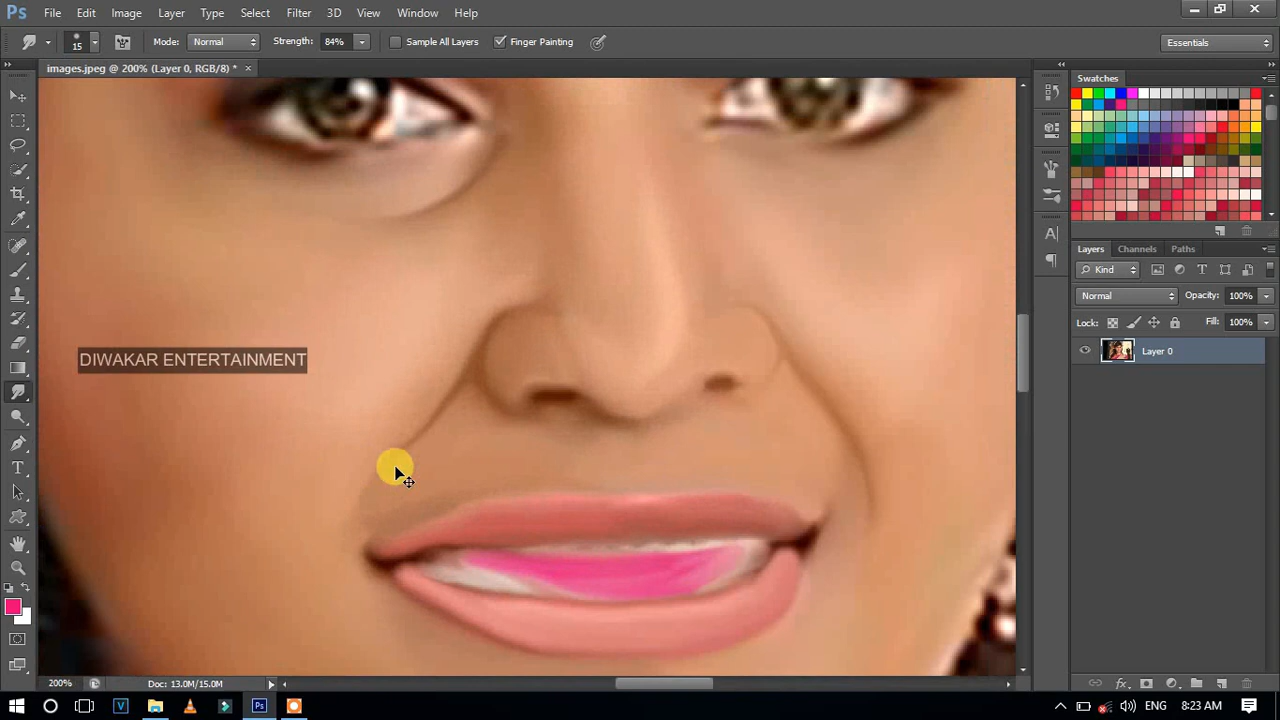 Ps File Edit Image Layer Type Select Filter 3D View Window Help
15 Mode: Normal Strength: 84% Sample All Layers Finger Painting Essentials
images.jpeg @ 200% (Layer 0, RGB/8) * ×
Swatches
Layers Channels Paths
Kind
Normal Opacity: 100%
Lock: Fill: 100%
Layer 0
DIWAKAR ENTERTAINMENT
200% Doc: 13.0M/15.0M
Ps ENG 8:23 AM